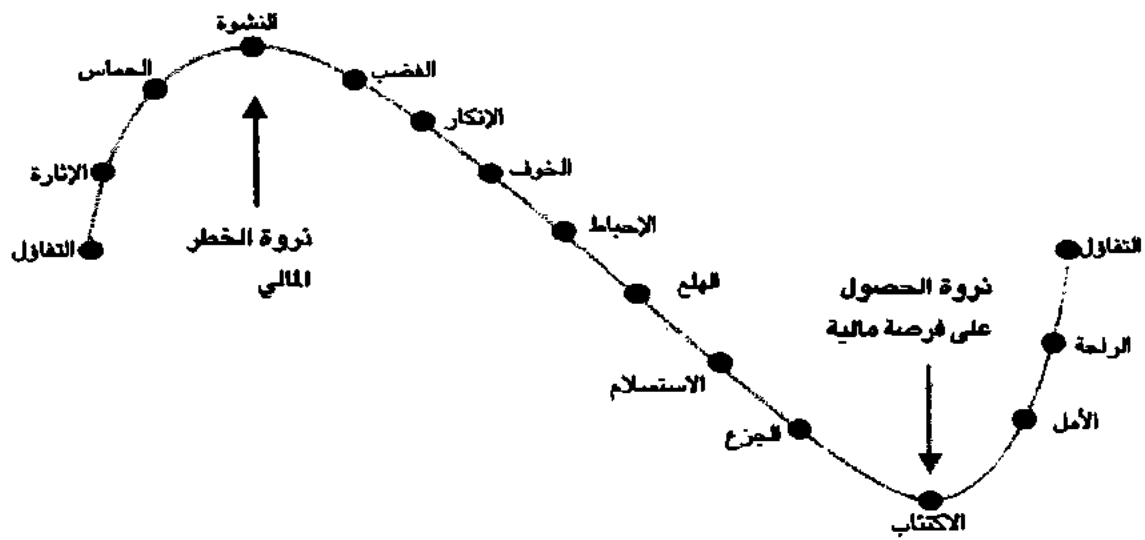 النشوة
الحماس
الغضب
الإنكار
الإثارة
الخوف
التفاؤل
ذروة الخطر
المالي
الإحباط
الهلع
ذروة الحصول
على فرصة مالية
التفاؤل
الراحة
الاستسلام
الأمل
الجزع
الاكتئاب